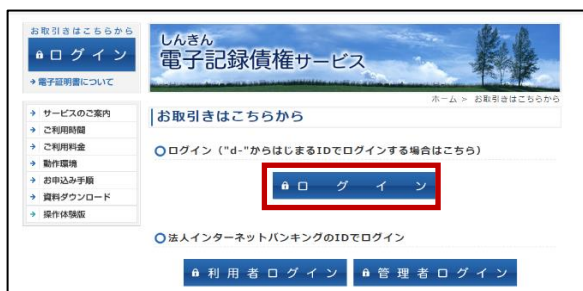 お取引きはこちらから
ログイン
電子証明書について
サービスのご案内
ご利用時間
ご利用料金
動作環境
お申込み手順
資料ダウンロード
操作体験版
しんきん
電子記録債権サービス
ホーム > お取引きはこちらから
お取引きはこちらから
ログイン（"d-"からはじまるIDでログインする場合はこちら）
ログイン
法人インターネットバンキングのIDでログイン
利用者ログイン
管理者ログイン